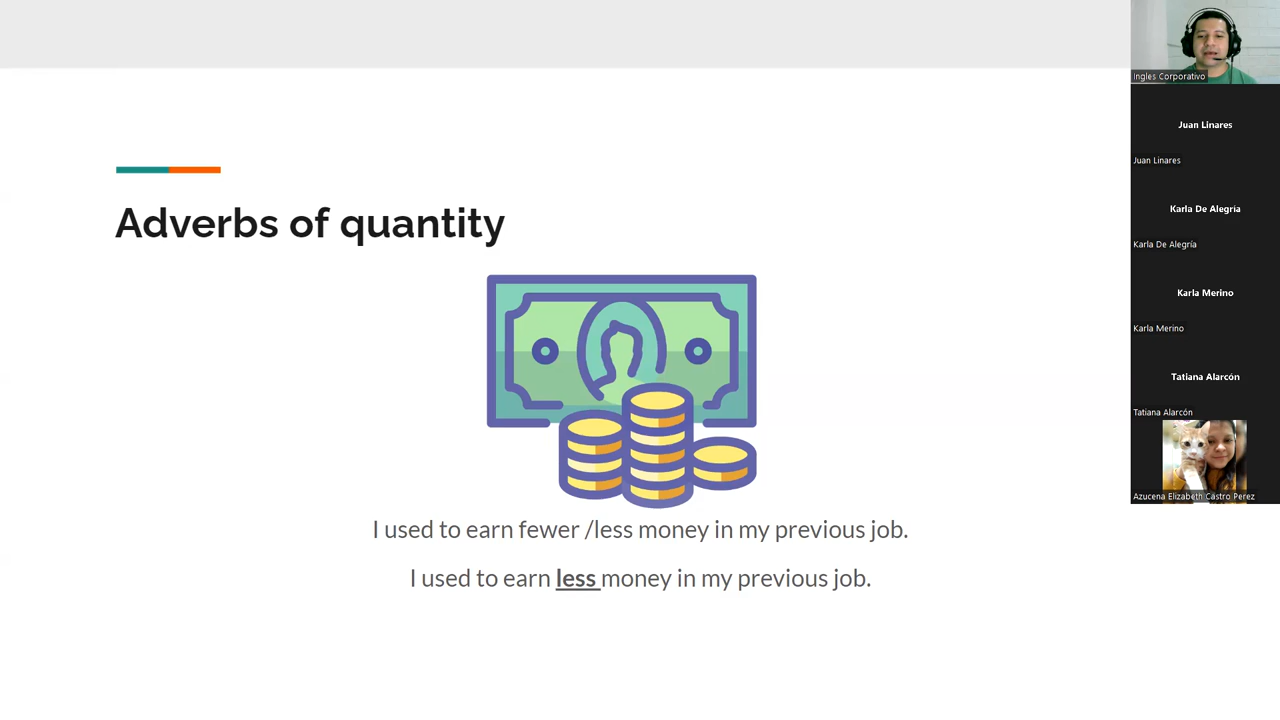 Adverbs of quantity
I used to earn fewer /less money in my previous job.
I used to earn less money in my previous job.
Ingles Corporativo
Juan Linares
Juan Linares
Karla De Alegría
Karla De Alegría
Karla Merino
Karla Merino
Tatiana Alarcón
Tatiana Alarcón
Azucena Elizabeth Castro Perez